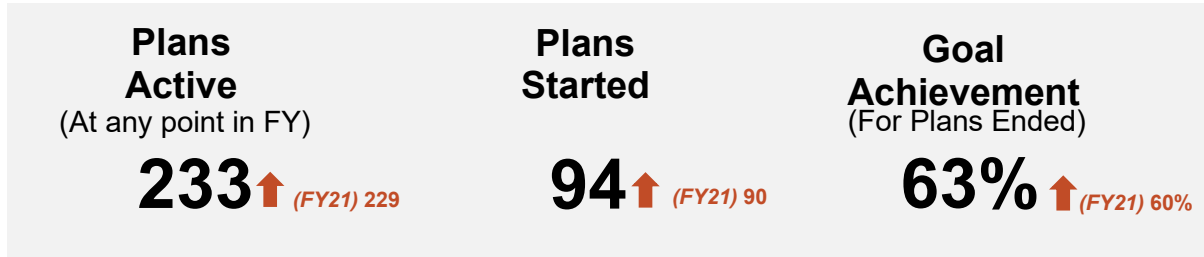 Plans
Active
(At any point in FY)
233 (FY21) 229
Plans
Started
94 (FY21) 90
Goal
Achievement
(For Plans Ended)
63% (FY21) 60%